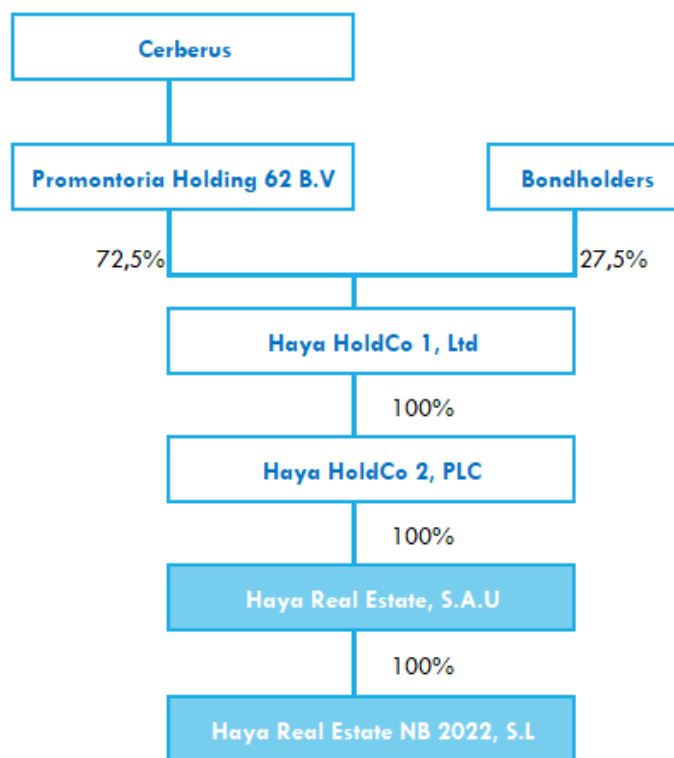 Cerberus
Promontoria Holding 62 B.V
Bondholders
72,5%
27,5%
Haya HoldCo 1, Ltd
100%
Haya HoldCo 2, PLC
100%
Haya Real Estate, S.A.U
100%
Haya Real Estate NB 2022, S.L